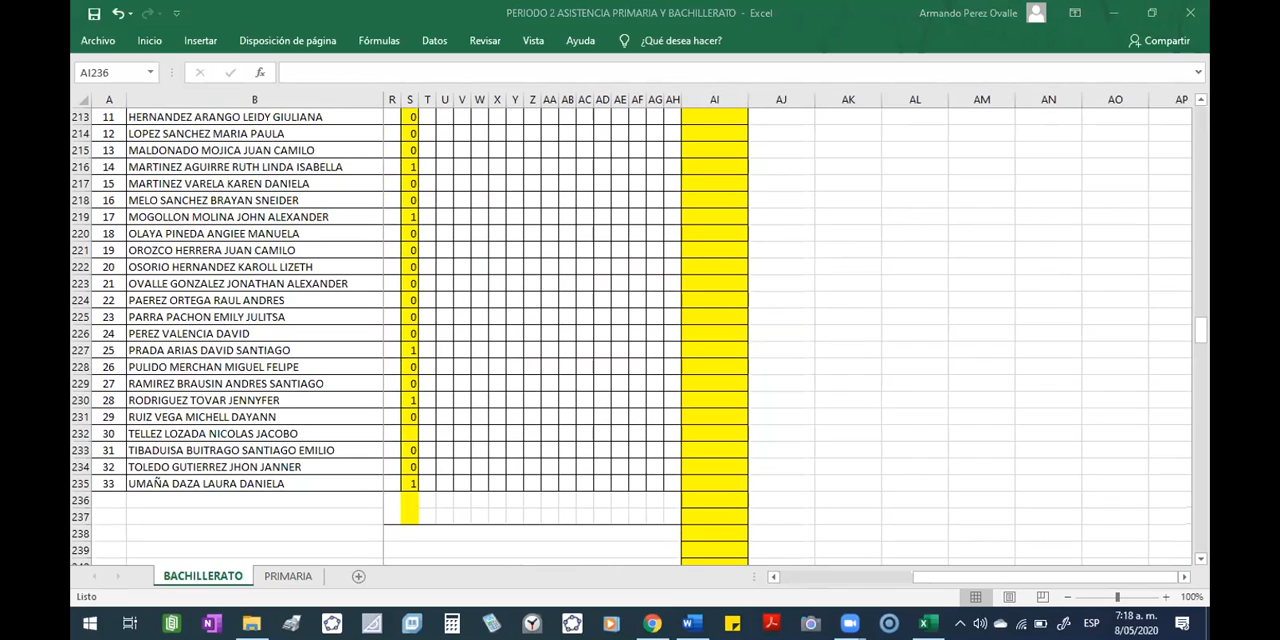 PERIODO 2 ASISTENCIA PRIMARIA Y BACHILLERATO - Excel
Armando Perez Ovalle
Archivo Inicio Insertar Disposición de página Fórmulas Datos Revisar Vista Ayuda ¿Qué desea hacer? Compartir
AI236 fx
A B R S T U V W X Y Z AA AB AC AD AE AF AG AH AI AJ AK AL AM AN AO AP
213 11 HERNANDEZ ARANGO LEIDY GIULIANA 0
214 12 LOPEZ SANCHEZ MARIA PAULA 0
215 13 MALDONADO MOJICA JUAN CAMILO 0
216 14 MARTINEZ AGUIRRE RUTH LINDA ISABELLA 1
217 15 MARTINEZ VARELA KAREN DANIELA 0
218 16 MELO SANCHEZ BRAYAN SNEIDER 0
219 17 MOGOLLON MOLINA JOHN ALEXANDER 1
220 18 OLAYA PINEDA ANGIEE MANUELA 0
221 19 OROZCO HERRERA JUAN CAMILO 0
222 20 OSORIO HERNANDEZ KAROLL LIZETH 0
223 21 OVALLE GONZALEZ JONATHAN ALEXANDER 0
224 22 PAEREZ ORTEGA RAUL ANDRES 0
225 23 PARRA PACHON EMILY JULITSA 0
226 24 PEREZ VALENCIA DAVID 0
227 25 PRADA ARIAS DAVID SANTIAGO 1
228 26 PULIDO MERCHAN MIGUEL FELIPE 0
229 27 RAMIREZ BRAUSIN ANDRES SANTIAGO 0
230 28 RODRIGUEZ TOVAR JENNYFER 1
231 29 RUIZ VEGA MICHELL DAYANN 0
232 30 TELLEZ LOZADA NICOLAS JACOBO
233 31 TIBADUISA BUITRAGO SANTIAGO EMILIO 0
234 32 TOLEDO GUTIERREZ JHON JANNER 0
235 33 UMAÑA DAZA LAURA DANIELA 1
236
237
238
239
BACHILLERATO PRIMARIA
Listo 100%
ESP
7:18 a. m.
8/05/2020